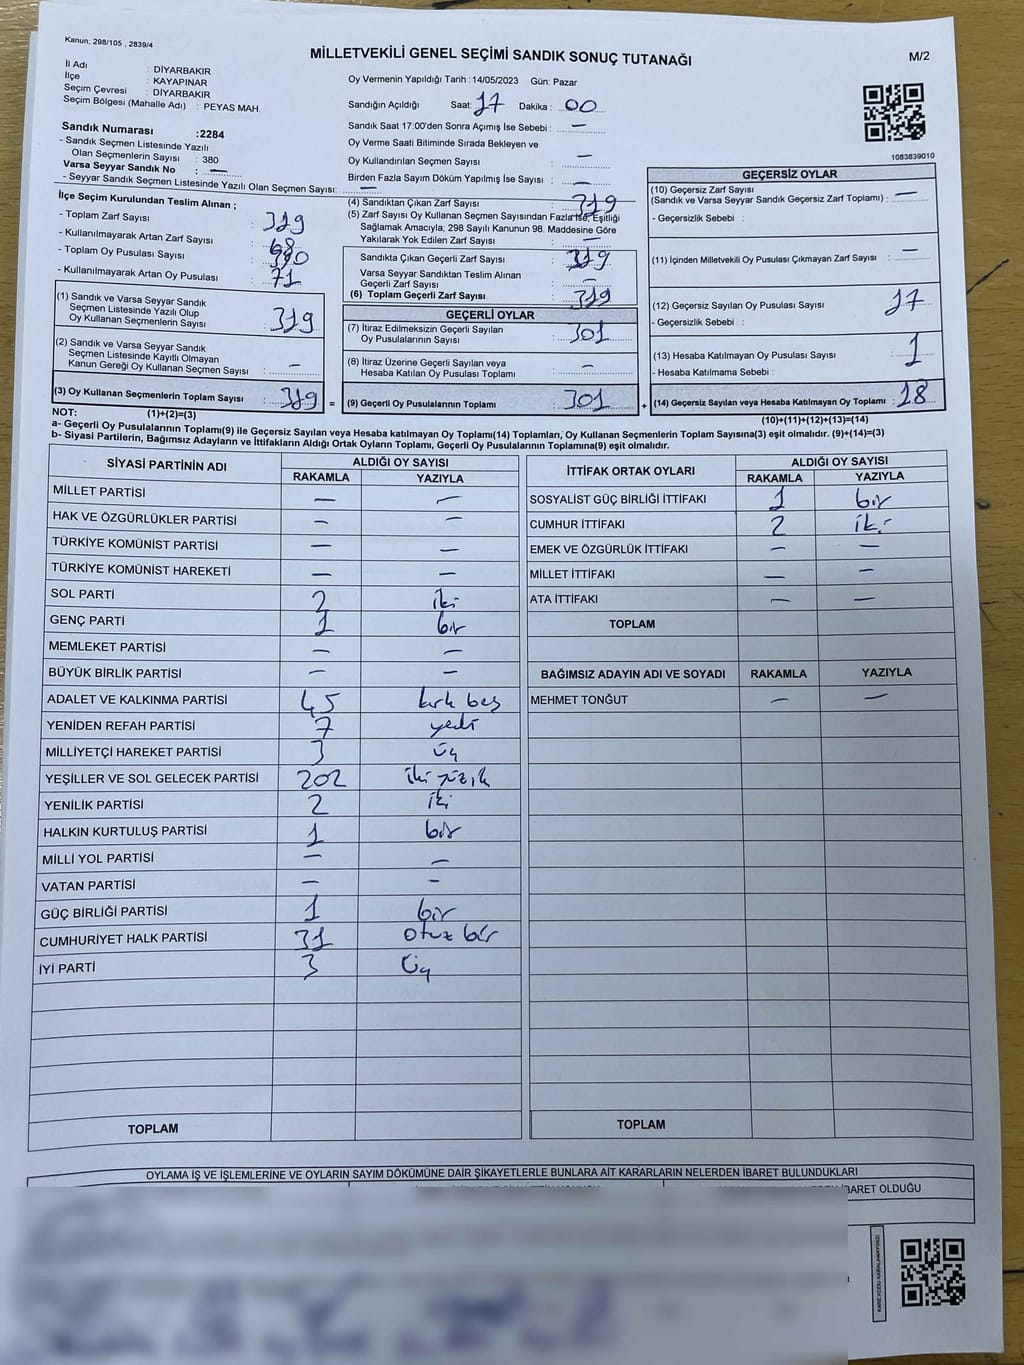 Kanun; 298/105 , 2839/4
MİLLETVEKİLİ GENEL SEÇİMİ SANDIK SONUÇ TUTANAĞI
M/2
İl Adı : DİYARBAKIR
İlçe : KAYAPINAR
Seçim Çevresi : DİYARBAKIR
Seçim Bölgesi (Mahalle Adı) : PEYAS MAH.
Sandık Numarası :2284
- Sandık Seçmen Listesinde Yazılı
Olan Seçmenlerin Sayısı : 380
Varsa Seyyar Sandık No : —
- Seyyar Sandık Seçmen Listesinde Yazılı Olan Seçmen Sayısı: —
Oy Vermenin Yapıldığı Tarih :14/05/2023 Gün: Pazar
Sandığın Açıldığı Saat: 17 Dakika : 00
Sandık Saat 17:00'den Sonra Açımış İse Sebebi : —
Oy Verme Saati Bitiminde Sırada Bekleyen ve
Oy Kullandırılan Seçmen Sayısı : —
Birden Fazla Sayım Döküm Yapılmış İse Sayısı : —
1083839010
İlçe Seçim Kurulundan Teslim Alınan ;
- Toplam Zarf Sayısı : 319
- Kullanılmayarak Artan Zarf Sayısı : 68
- Toplam Oy Pusulası Sayısı : 390
- Kullanılmayarak Artan Oy Pusulası : 71
(1) Sandık ve Varsa Seyyar Sandık
Seçmen Listesinde Yazılı Olup
Oy Kullanan Seçmenlerin Sayısı : 319
(2) Sandık ve Varsa Seyyar Sandık
Seçmen Listesinde Kayıtlı Olmayan
Kanun Gereği Oy Kullanan Seçmen Sayısı : —
(3) Oy Kullanan Seçmenlerin Toplam Sayısı : 319 =
(4) Sandıktan Çıkan Zarf Sayısı : 319
(5) Zarf Sayısı Oy Kullanan Seçmen Sayısından Fazla İse, Eşitliği
Sağlamak Amacıyla; 298 Sayılı Kanunun 98. Maddesine Göre
Yakılarak Yok Edilen Zarf Sayısı : —
Sandıkta Çıkan Geçerli Zarf Sayısı : 319
Varsa Seyyar Sandıktan Teslim Alınan
Geçerli Zarf Sayısı : —
(6) Toplam Geçerli Zarf Sayısı : 319
GEÇERLİ OYLAR
(7) İtiraz Edilmeksizin Geçerli Sayılan
Oy Pusulalarının Sayısı : 301
(8) İtiraz Üzerine Geçerli Sayılan veya
Hesaba Katılan Oy Pusulası Toplamı : —
(9) Geçerli Oy Pusulalarının Toplamı : 301 +
GEÇERSİZ OYLAR
(10) Geçersiz Zarf Sayısı
(Sandık ve Varsa Seyyar Sandık Geçersiz Zarf Toplamı) : —
- Geçersizlik Sebebi :
(11) İçinden Milletvekili Oy Pusulası Çıkmayan Zarf Sayısı : —
(12) Geçersiz Sayılan Oy Pusulası Sayısı : 17
- Geçersizlik Sebebi :
(13) Hesaba Katılmayan Oy Pusulası Sayısı : 1
- Hesaba Katılmama Sebebi :
(14) Geçersiz Sayılan veya Hesaba Katılmayan Oy Toplamı : 18
NOT: (1)+(2)=(3)
(10)+(11)+(12)+(13)=(14)
a- Geçerli Oy Pusulalarının Toplamı(9) ile Geçersiz Sayılan veya Hesaba katılmayan Oy Toplamı(14) Toplamları, Oy Kullanan Seçmenlerin Toplam Sayısına(3) eşit olmalıdır. (9)+(14)=(3)
b- Siyasi Partilerin, Bağımsız Adayların ve İttifakların Aldığı Ortak Oyların Toplamı, Geçerli Oy Pusulalarının Toplamına(9) eşit olmalıdır.
SİYASİ PARTİNİN ADI ALDIĞI OY SAYISI
RAKAMLA YAZIYLA
MİLLET PARTİSİ — —
HAK VE ÖZGÜRLÜKLER PARTİSİ — —
TÜRKİYE KOMÜNİST PARTİSİ — —
TÜRKİYE KOMÜNİST HAREKETİ — —
SOL PARTİ 2 iki
GENÇ PARTİ 1 bir
MEMLEKET PARTİSİ — —
BÜYÜK BİRLİK PARTİSİ — —
ADALET VE KALKINMA PARTİSİ 45 kırk beş
YENİDEN REFAH PARTİSİ 7 yedi
MİLLİYETÇİ HAREKET PARTİSİ 3 üç
YEŞİLLER VE SOL GELECEK PARTİSİ 202 iki yüz ik
YENİLİK PARTİSİ 2 iki
HALKIN KURTULUŞ PARTİSİ 1 bir
MİLLİ YOL PARTİSİ — —
VATAN PARTİSİ — —
GÜÇ BİRLİĞİ PARTİSİ 1 bir
CUMHURİYET HALK PARTİSİ 31 otuz bir
İYİ PARTİ 3 üç
TOPLAM
İTTİFAK ORTAK OYLARI ALDIĞI OY SAYISI
RAKAMLA YAZIYLA
SOSYALİST GÜÇ BİRLİĞİ İTTİFAKI 1 bir
CUMHUR İTTİFAKI 2 iki
EMEK VE ÖZGÜRLÜK İTTİFAKI — —
MİLLET İTTİFAKI — —
ATA İTTİFAKI — —
TOPLAM
BAĞIMSIZ ADAYIN ADI VE SOYADI RAKAMLA YAZIYLA
MEHMET TONĞUT — —
TOPLAM
OYLAMA İŞ VE İŞLEMLERİNE VE OYLARIN SAYIM DÖKÜMÜNE DAİR ŞİKAYETLERLE BUNLARA AİT KARARLARIN NELERDEN İBARET BULUNDUKLARI
İBARET OLDUĞU